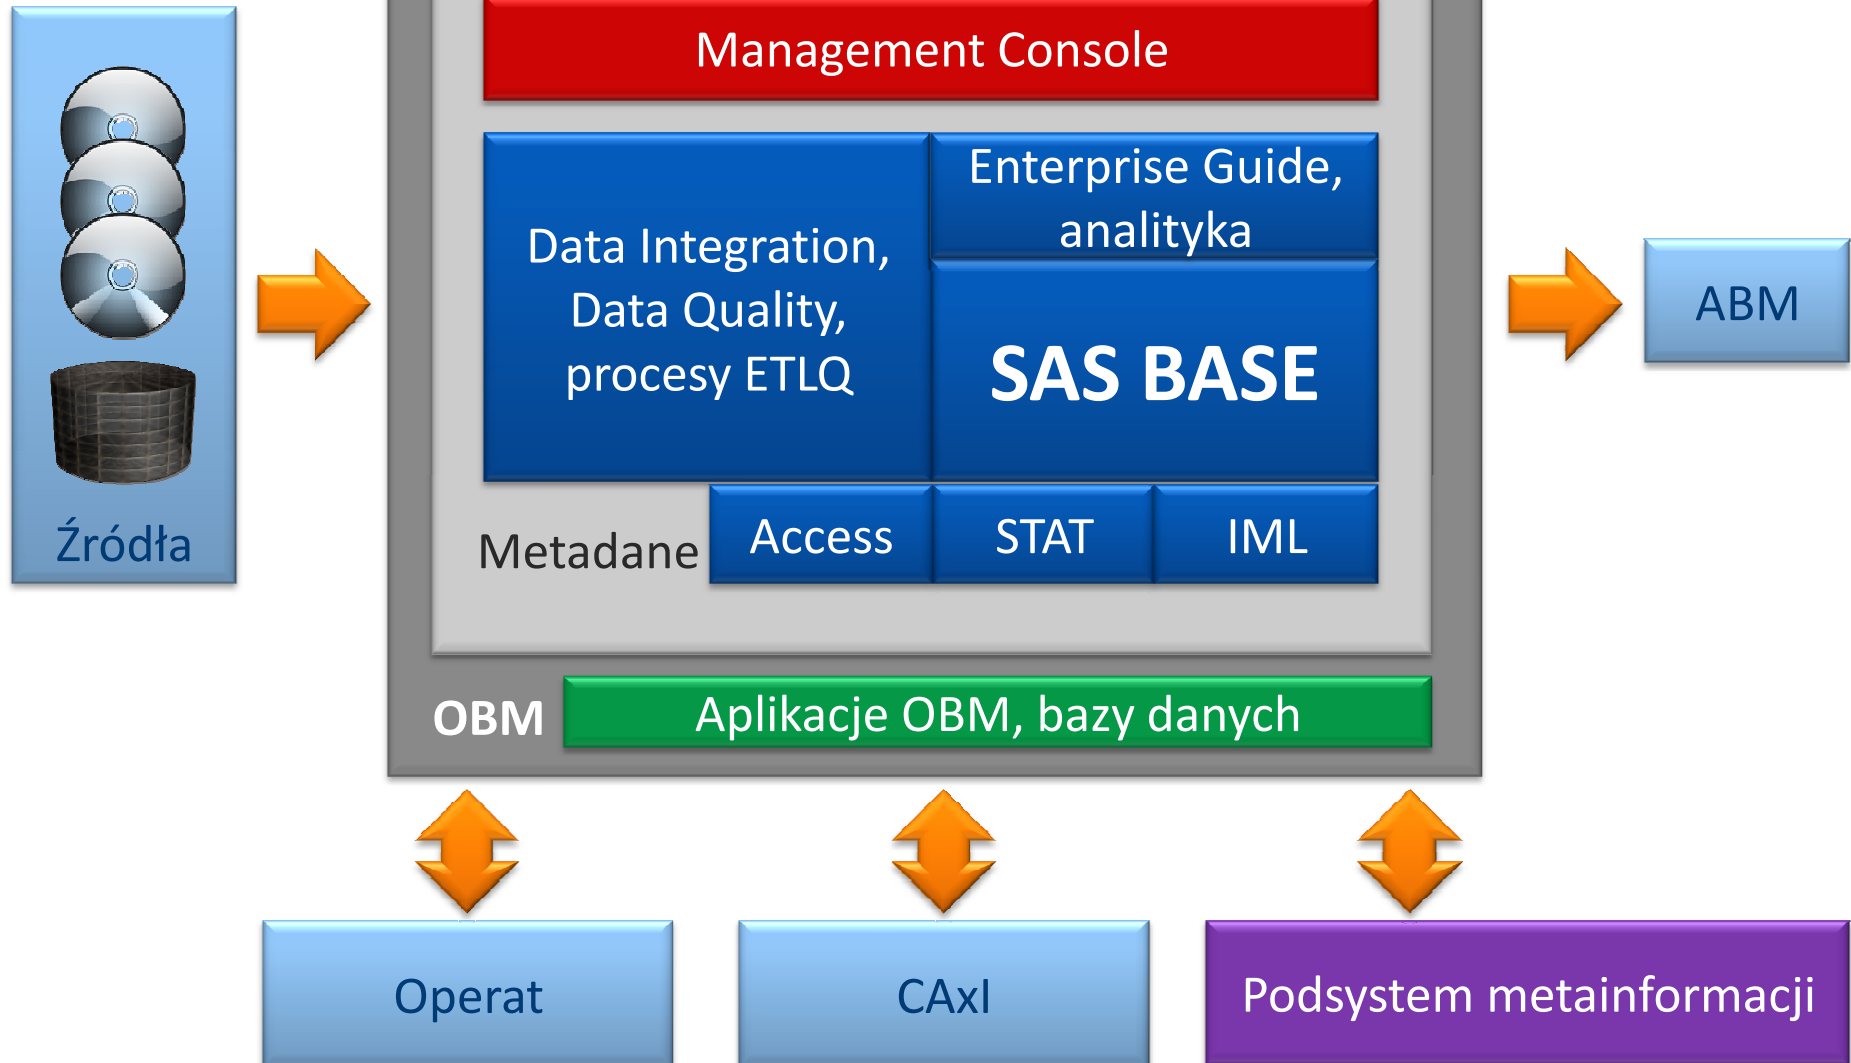 Management Console
Enterprise Guide,
analityka
Data Integration,
Data Quality,
procesy ETLQ
SAS BASE
ABM
Źródła
Metadane
Access
STAT
IML
OBM
Aplikacje OBM, bazy danych
Operat
CAxI
Podsystem metainformacji